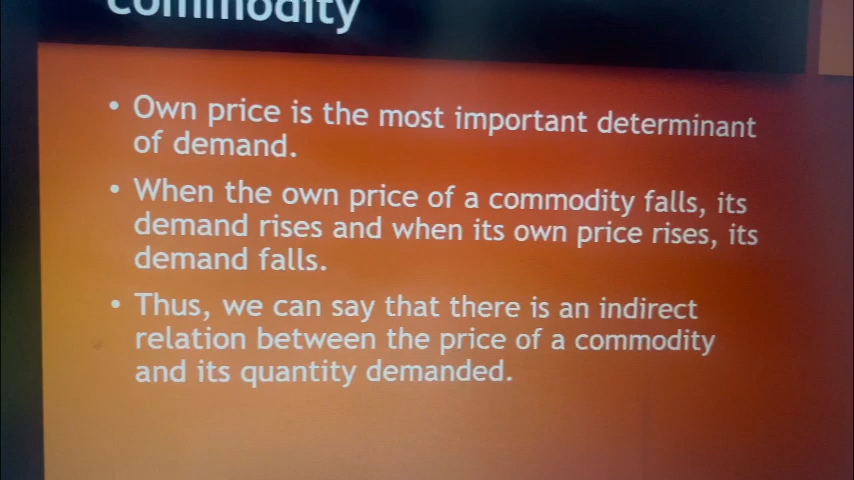 commodity
• Own price is the most important determinant
of demand.
• When the own price of a commodity falls, its
demand rises and when its own price rises, its
demand falls.
• Thus, we can say that there is an indirect
relation between the price of a commodity
and its quantity demanded.